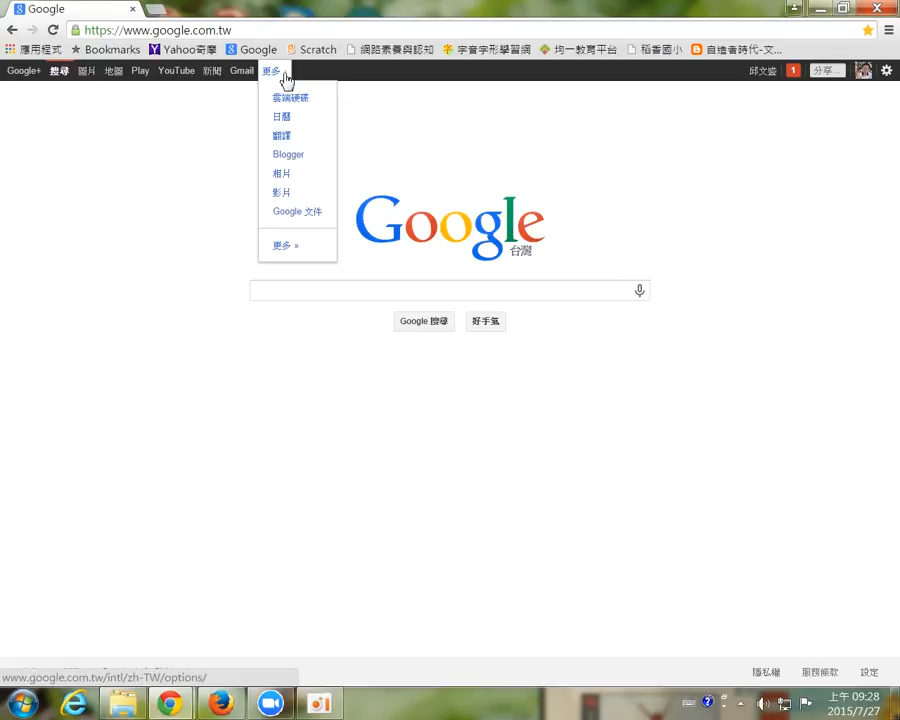 Google
https://www.google.com.tw
應用程式 Bookmarks Yahoo奇摩 Google Scratch 網路素養與認知 字音字形學習網 均一教育平台 稻香國小 自造者時代-文...
Google+ 搜尋 圖片 地圖 Play YouTube 新聞 Gmail 更多 邱文盛 1 分享...
雲端硬碟
日曆
翻譯
Blogger
相片
影片
Google 文件
更多 »
Google
台灣
Google 搜尋 好手氣
隱私權 服務條款 設定
www.google.com.tw/intl/zh-TW/options/
上午 09:28
2015/7/27